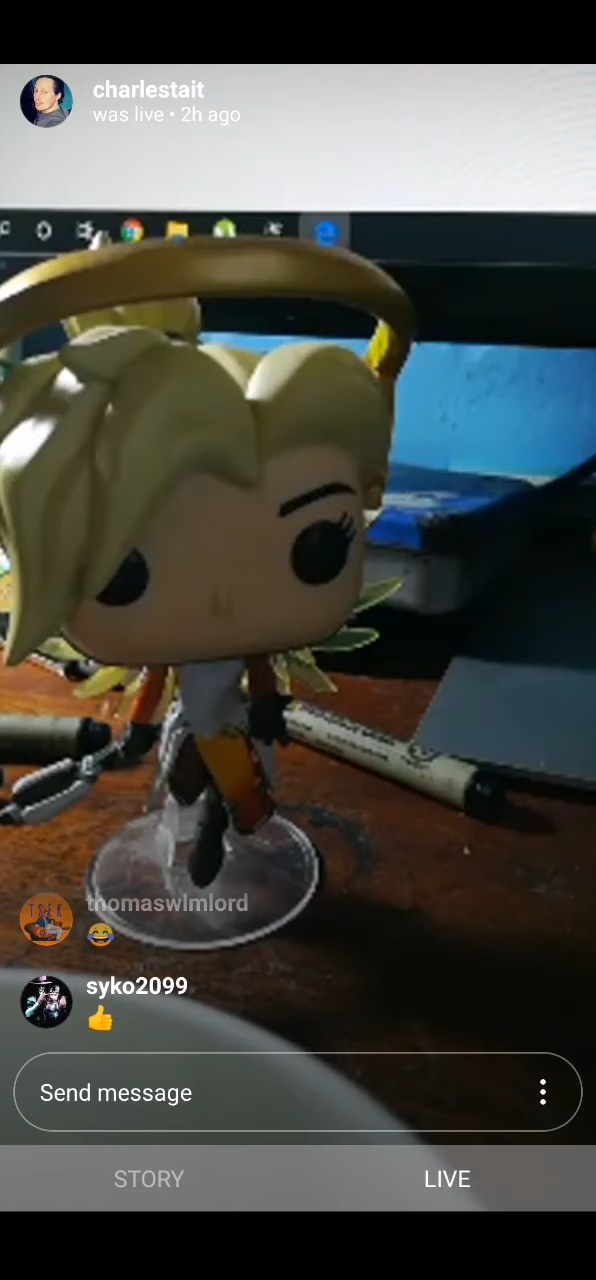 charlestait
was live • 2h ago
thomaswlmlord
😂
syko2099
👍
Send message
STORY
LIVE